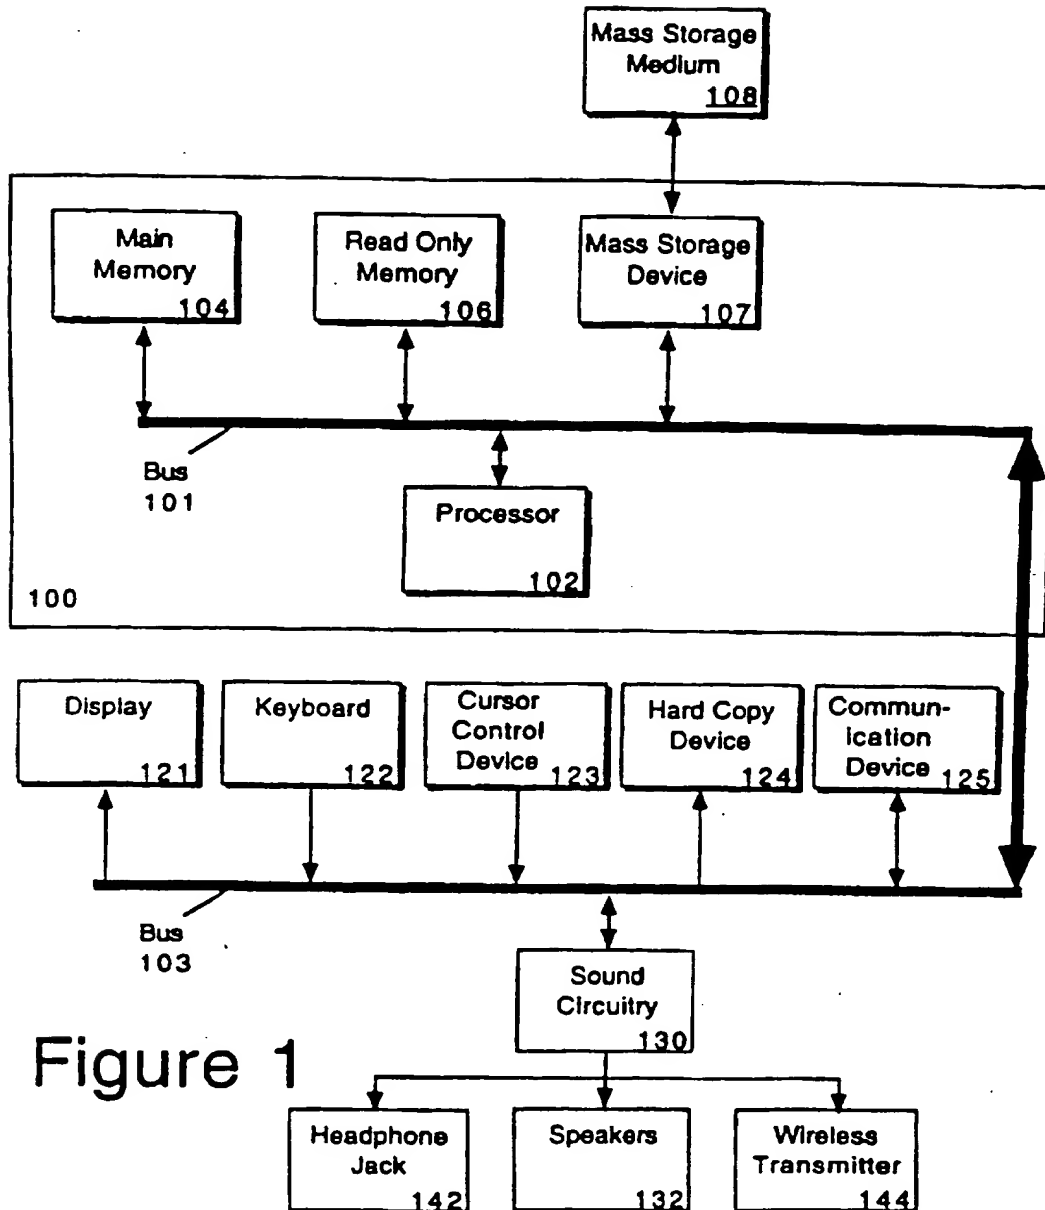 Mass Storage
Medium
108
Main
Memory
104
Read Only
Memory
106
Mass Storage
Device
107
Bus
101
Processor
102
100
Display
121
Keyboard
122
Cursor
Control
Device
123
Hard Copy
Device
124
Commun-
ication
Device
125
Bus
103
Sound
Circuitry
130
Figure 1
Headphone
Jack
142
Speakers
132
Wireless
Transmitter
144